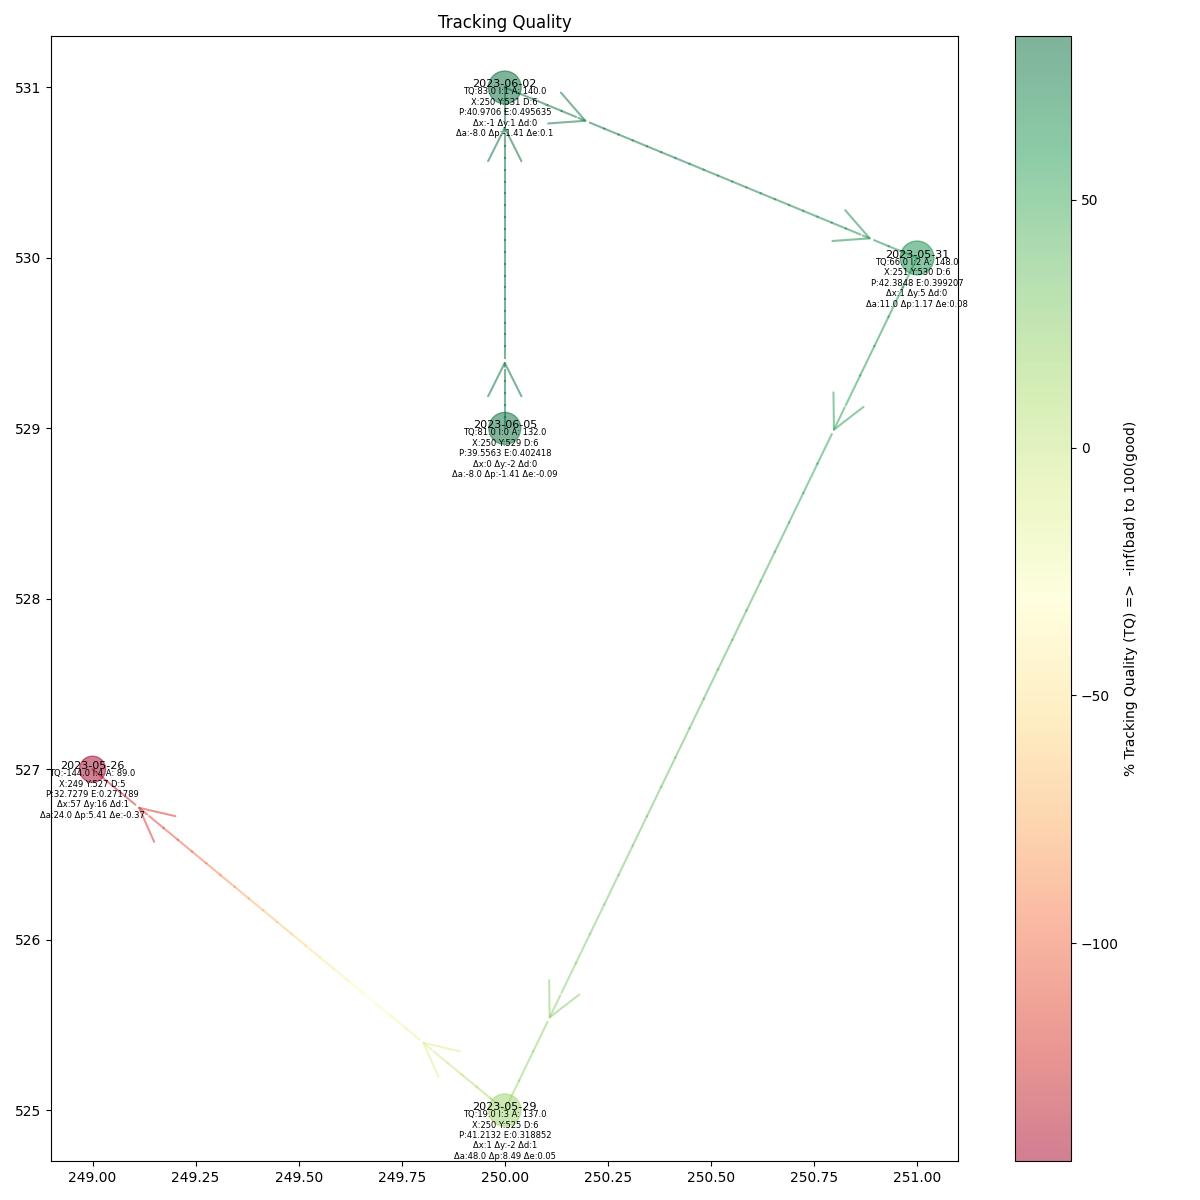 Tracking Quality
531
530
529
528
527
526
525
249.00
249.25
249.50
249.75
250.00
250.25
250.50
250.75
251.00
2023-06-02
TQ:83.0 I:1 A: 140.0
X:250 Y:531 D:6
P:40.9706 E:0.495635
Δx:-1 Δy:1 Δd:0
Δa:-8.0 Δp:-1.41 Δe:0.1
2023-05-31
TQ:66.0 I:2 A: 148.0
X:251 Y:530 D:6
P:42.3848 E:0.399207
Δx:1 Δy:5 Δd:0
Δa:11.0 Δp:1.17 Δe:0.08
2023-06-05
TQ:81.0 I:0 A: 132.0
X:250 Y:529 D:6
P:39.5563 E:0.402418
Δx:0 Δy:-2 Δd:0
Δa:-8.0 Δp:-1.41 Δe:-0.09
2023-05-26
TQ:-144.0 I:4 A: 89.0
X:249 Y:527 D:5
P:32.7279 E:0.271789
Δx:57 Δy:16 Δd:1
Δa:24.0 Δp:5.41 Δe:-0.37
2023-05-29
TQ:19.0 I:3 A: 137.0
X:250 Y:525 D:6
P:41.2132 E:0.318852
Δx:1 Δy:-2 Δd:1
Δa:48.0 Δp:8.49 Δe:0.05
50
0
−50
−100
% Tracking Quality (TQ) =>  -inf(bad) to 100(good)